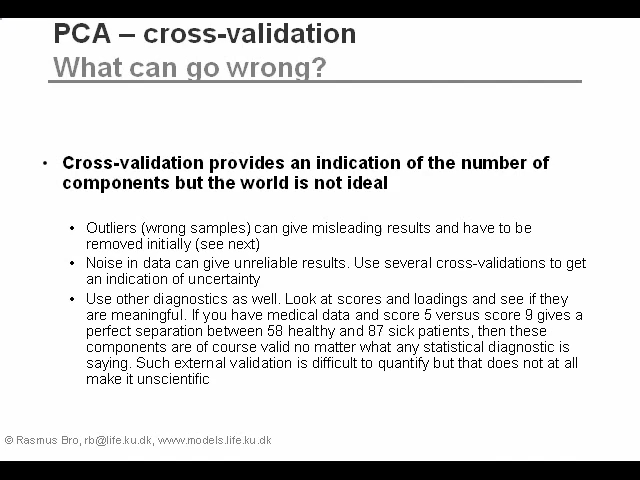 PCA – cross-validation
What can go wrong?
• Cross-validation provides an indication of the number of
components but the world is not ideal
• Outliers (wrong samples) can give misleading results and have to be
removed initially (see next)
• Noise in data can give unreliable results. Use several cross-validations to get
an indication of uncertainty
• Use other diagnostics as well. Look at scores and loadings and see if they
are meaningful. If you have medical data and score 5 versus score 9 gives a
perfect separation between 58 healthy and 87 sick patients, then these
components are of course valid no matter what any statistical diagnostic is
saying. Such external validation is difficult to quantify but that does not at all
make it unscientific
© Rasmus Bro, rb@life.ku.dk, www.models.life.ku.dk